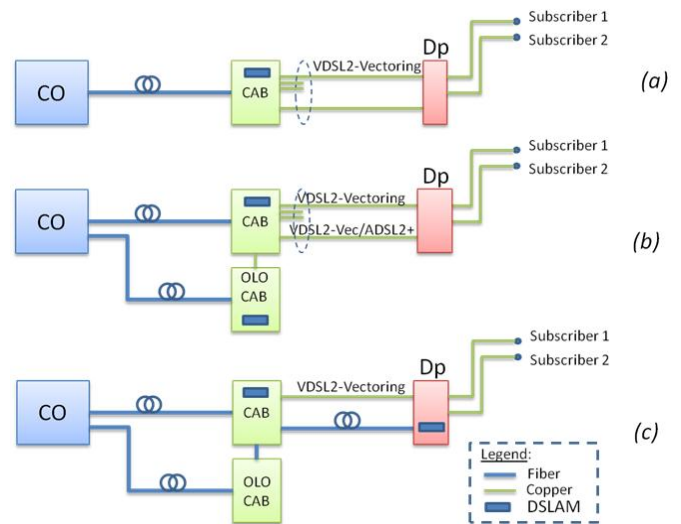 Subscriber 1
Dp
VDSL2-Vectoring
Subscriber 2
CO
CAB
(a)
Subscriber 1
Dp
Subscriber 2
VDSL2-Vectoring
CO
CAB
VDSL2-Vec/ADSL2+
(b)
OLO
CAB
Subscriber 1
Dp
Subscriber 2
VDSL2-Vectoring
CO
CAB
(c)
Legend:
Fiber
OLO
CAB
Copper
DSLAM